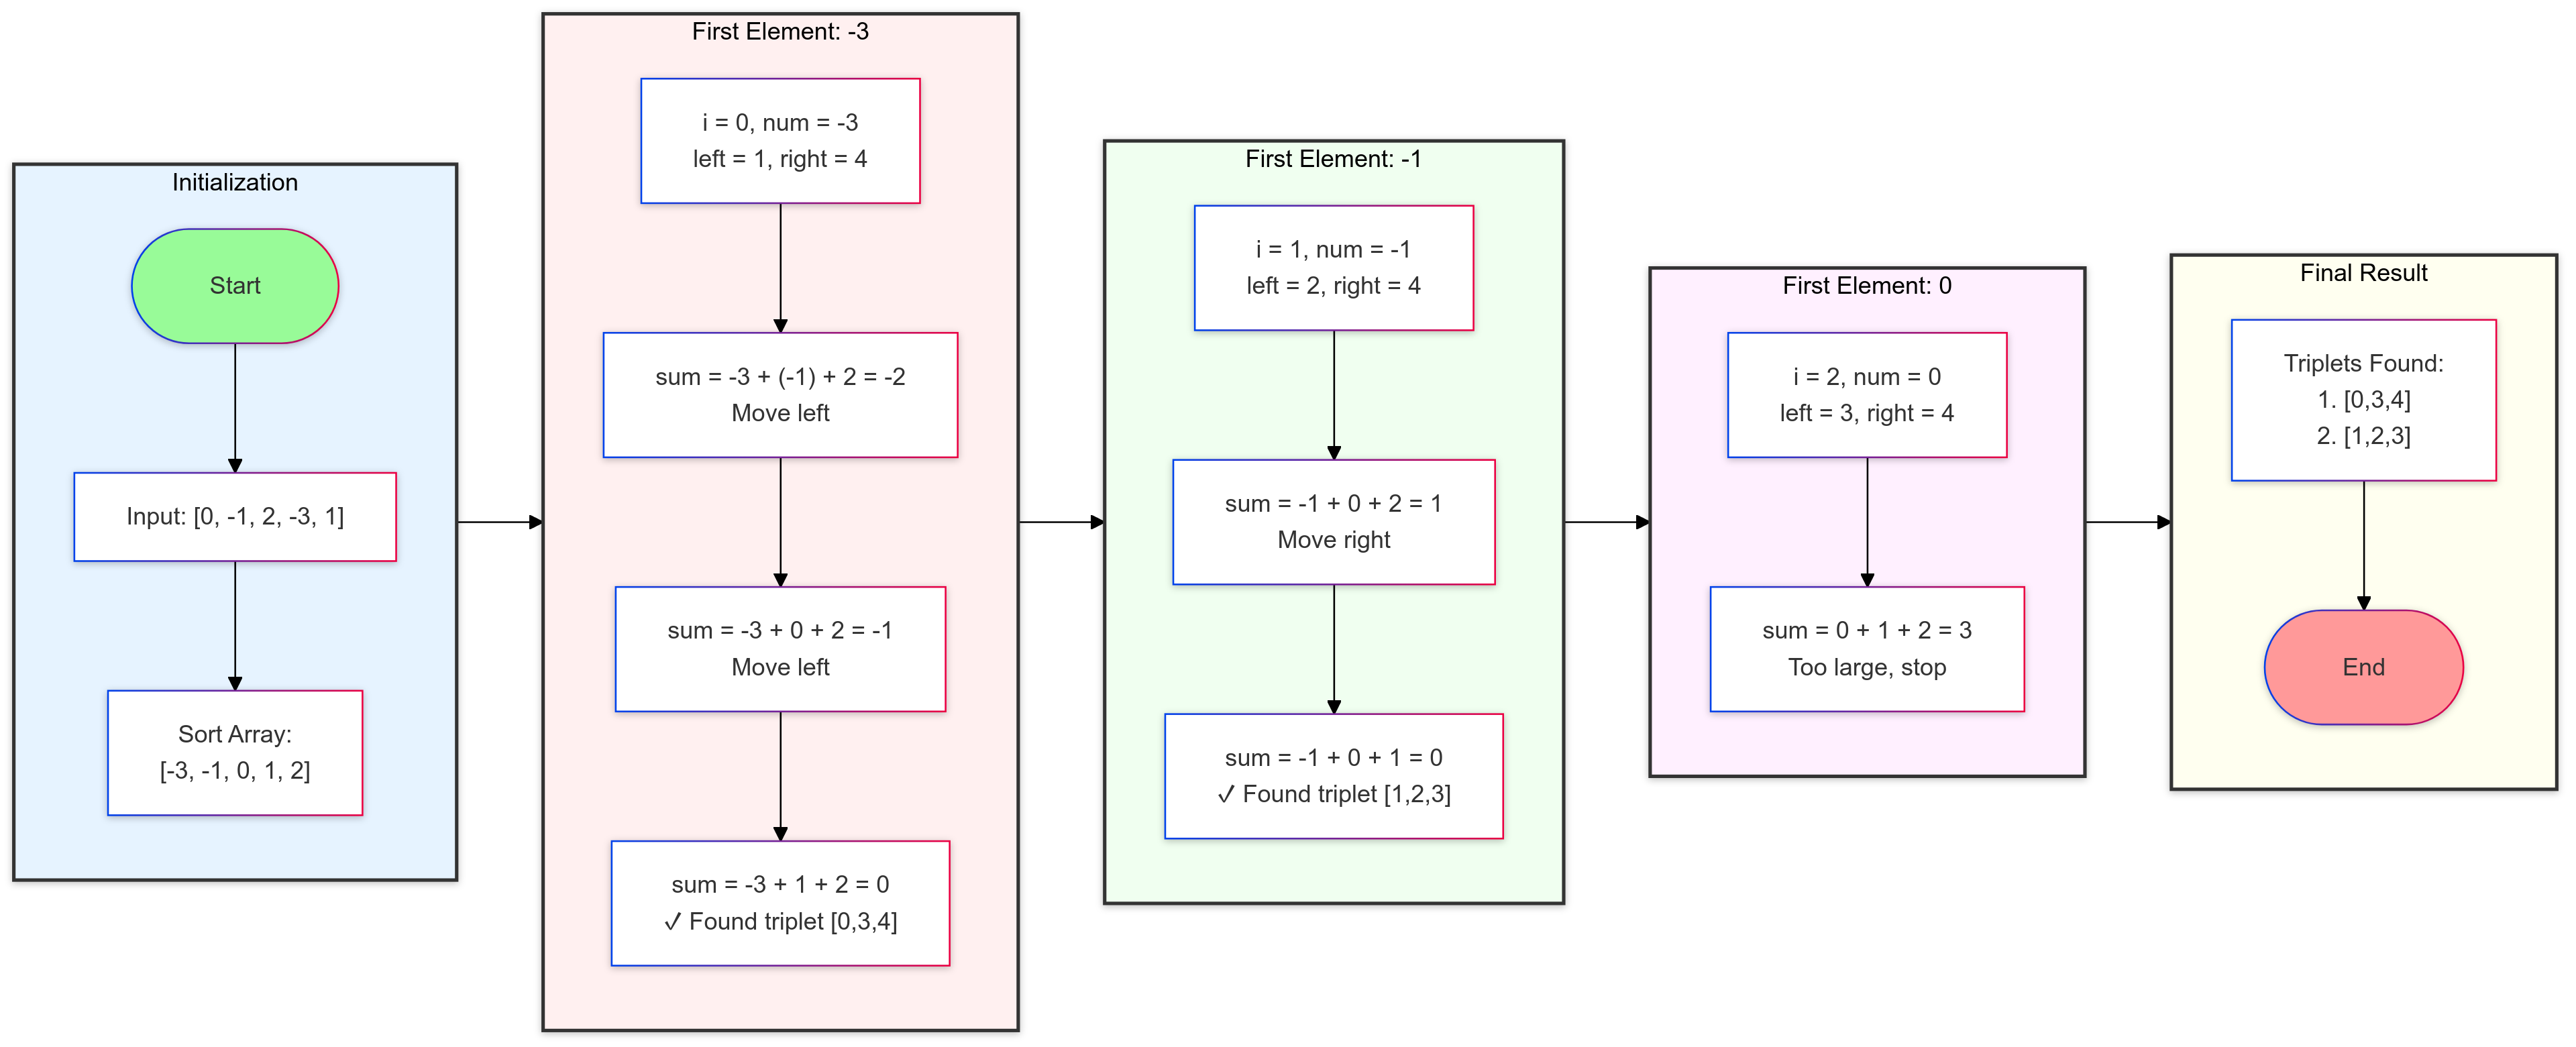 Initialization
Start
Input: [0, -1, 2, -3, 1]
Sort Array:
[-3, -1, 0, 1, 2]
First Element: -3
i = 0, num = -3
left = 1, right = 4
sum = -3 + (-1) + 2 = -2
Move left
sum = -3 + 0 + 2 = -1
Move left
sum = -3 + 1 + 2 = 0
✓ Found triplet [0,3,4]
First Element: -1
i = 1, num = -1
left = 2, right = 4
sum = -1 + 0 + 2 = 1
Move right
sum = -1 + 0 + 1 = 0
✓ Found triplet [1,2,3]
First Element: 0
i = 2, num = 0
left = 3, right = 4
sum = 0 + 1 + 2 = 3
Too large, stop
Final Result
Triplets Found:
1. [0,3,4]
2. [1,2,3]
End